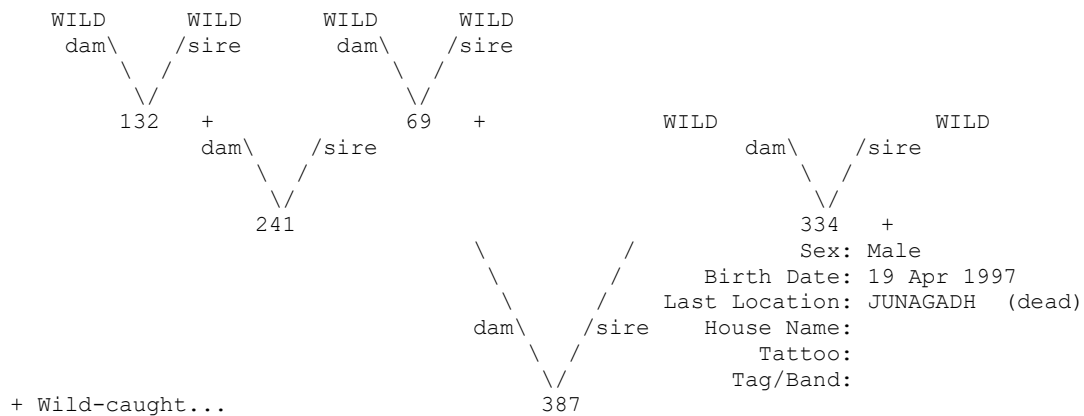 WILD WILD WILD WILD
dam\ /sire dam\ /sire
\ / \ /
\/ \/
132 + 69 + WILD WILD
dam\ /sire dam\ /sire
\ / \ /
\/ \/
241 334 +
\ / Sex: Male
\ / Birth Date: 19 Apr 1997
\ / Last Location: JUNAGADH (dead)
dam\ /sire House Name:
\ / Tattoo:
\/ Tag/Band:
+ Wild-caught... 387